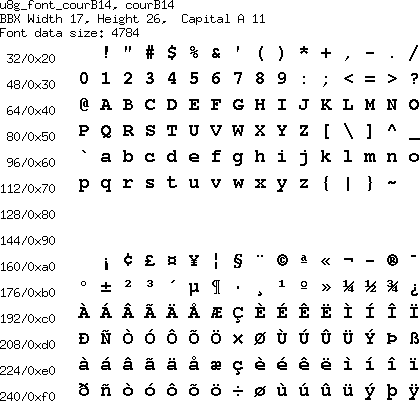 u8g_font_courB14, courB14
BBX Width 17, Height 26,  Capital A 11
Font data size: 4784
32/0x20 ! " # $ % & ' ( ) * + , - . /
48/0x30 0 1 2 3 4 5 6 7 8 9 : ; < = > ?
64/0x40 @ A B C D E F G H I J K L M N O
80/0x50 P Q R S T U V W X Y Z [ \ ] ^ _
96/0x60 ` a b c d e f g h i j k l m n o
112/0x70 p q r s t u v w x y z { | } ~
128/0x80
144/0x90
160/0xa0 ¡ ¢ £ ¤ ¥ ¦ § ¨ © ª « ¬ - ® ¯
176/0xb0 ° ± ² ³ ´ µ ¶ · ¸ ¹ º » ¼ ½ ¾ ¿
192/0xc0 À Á Â Ã Ä Å Æ Ç È É Ê Ë Ì Í Î Ï
208/0xd0 Ð Ñ Ò Ó Ô Õ Ö × Ø Ù Ú Û Ü Ý Þ ß
224/0xe0 à á â ã ä å æ ç è é ê ë ì í î ï
240/0xf0 ð ñ ò ó ô õ ö ÷ ø ù ú û ü ý þ ÿ